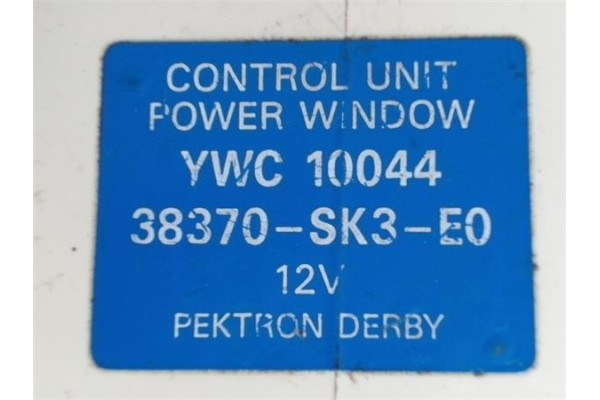 CONTROL UNIT
POWER WINDOW
YWC 10044
38370-SK3-E0
12V
PEKTRON DERBY